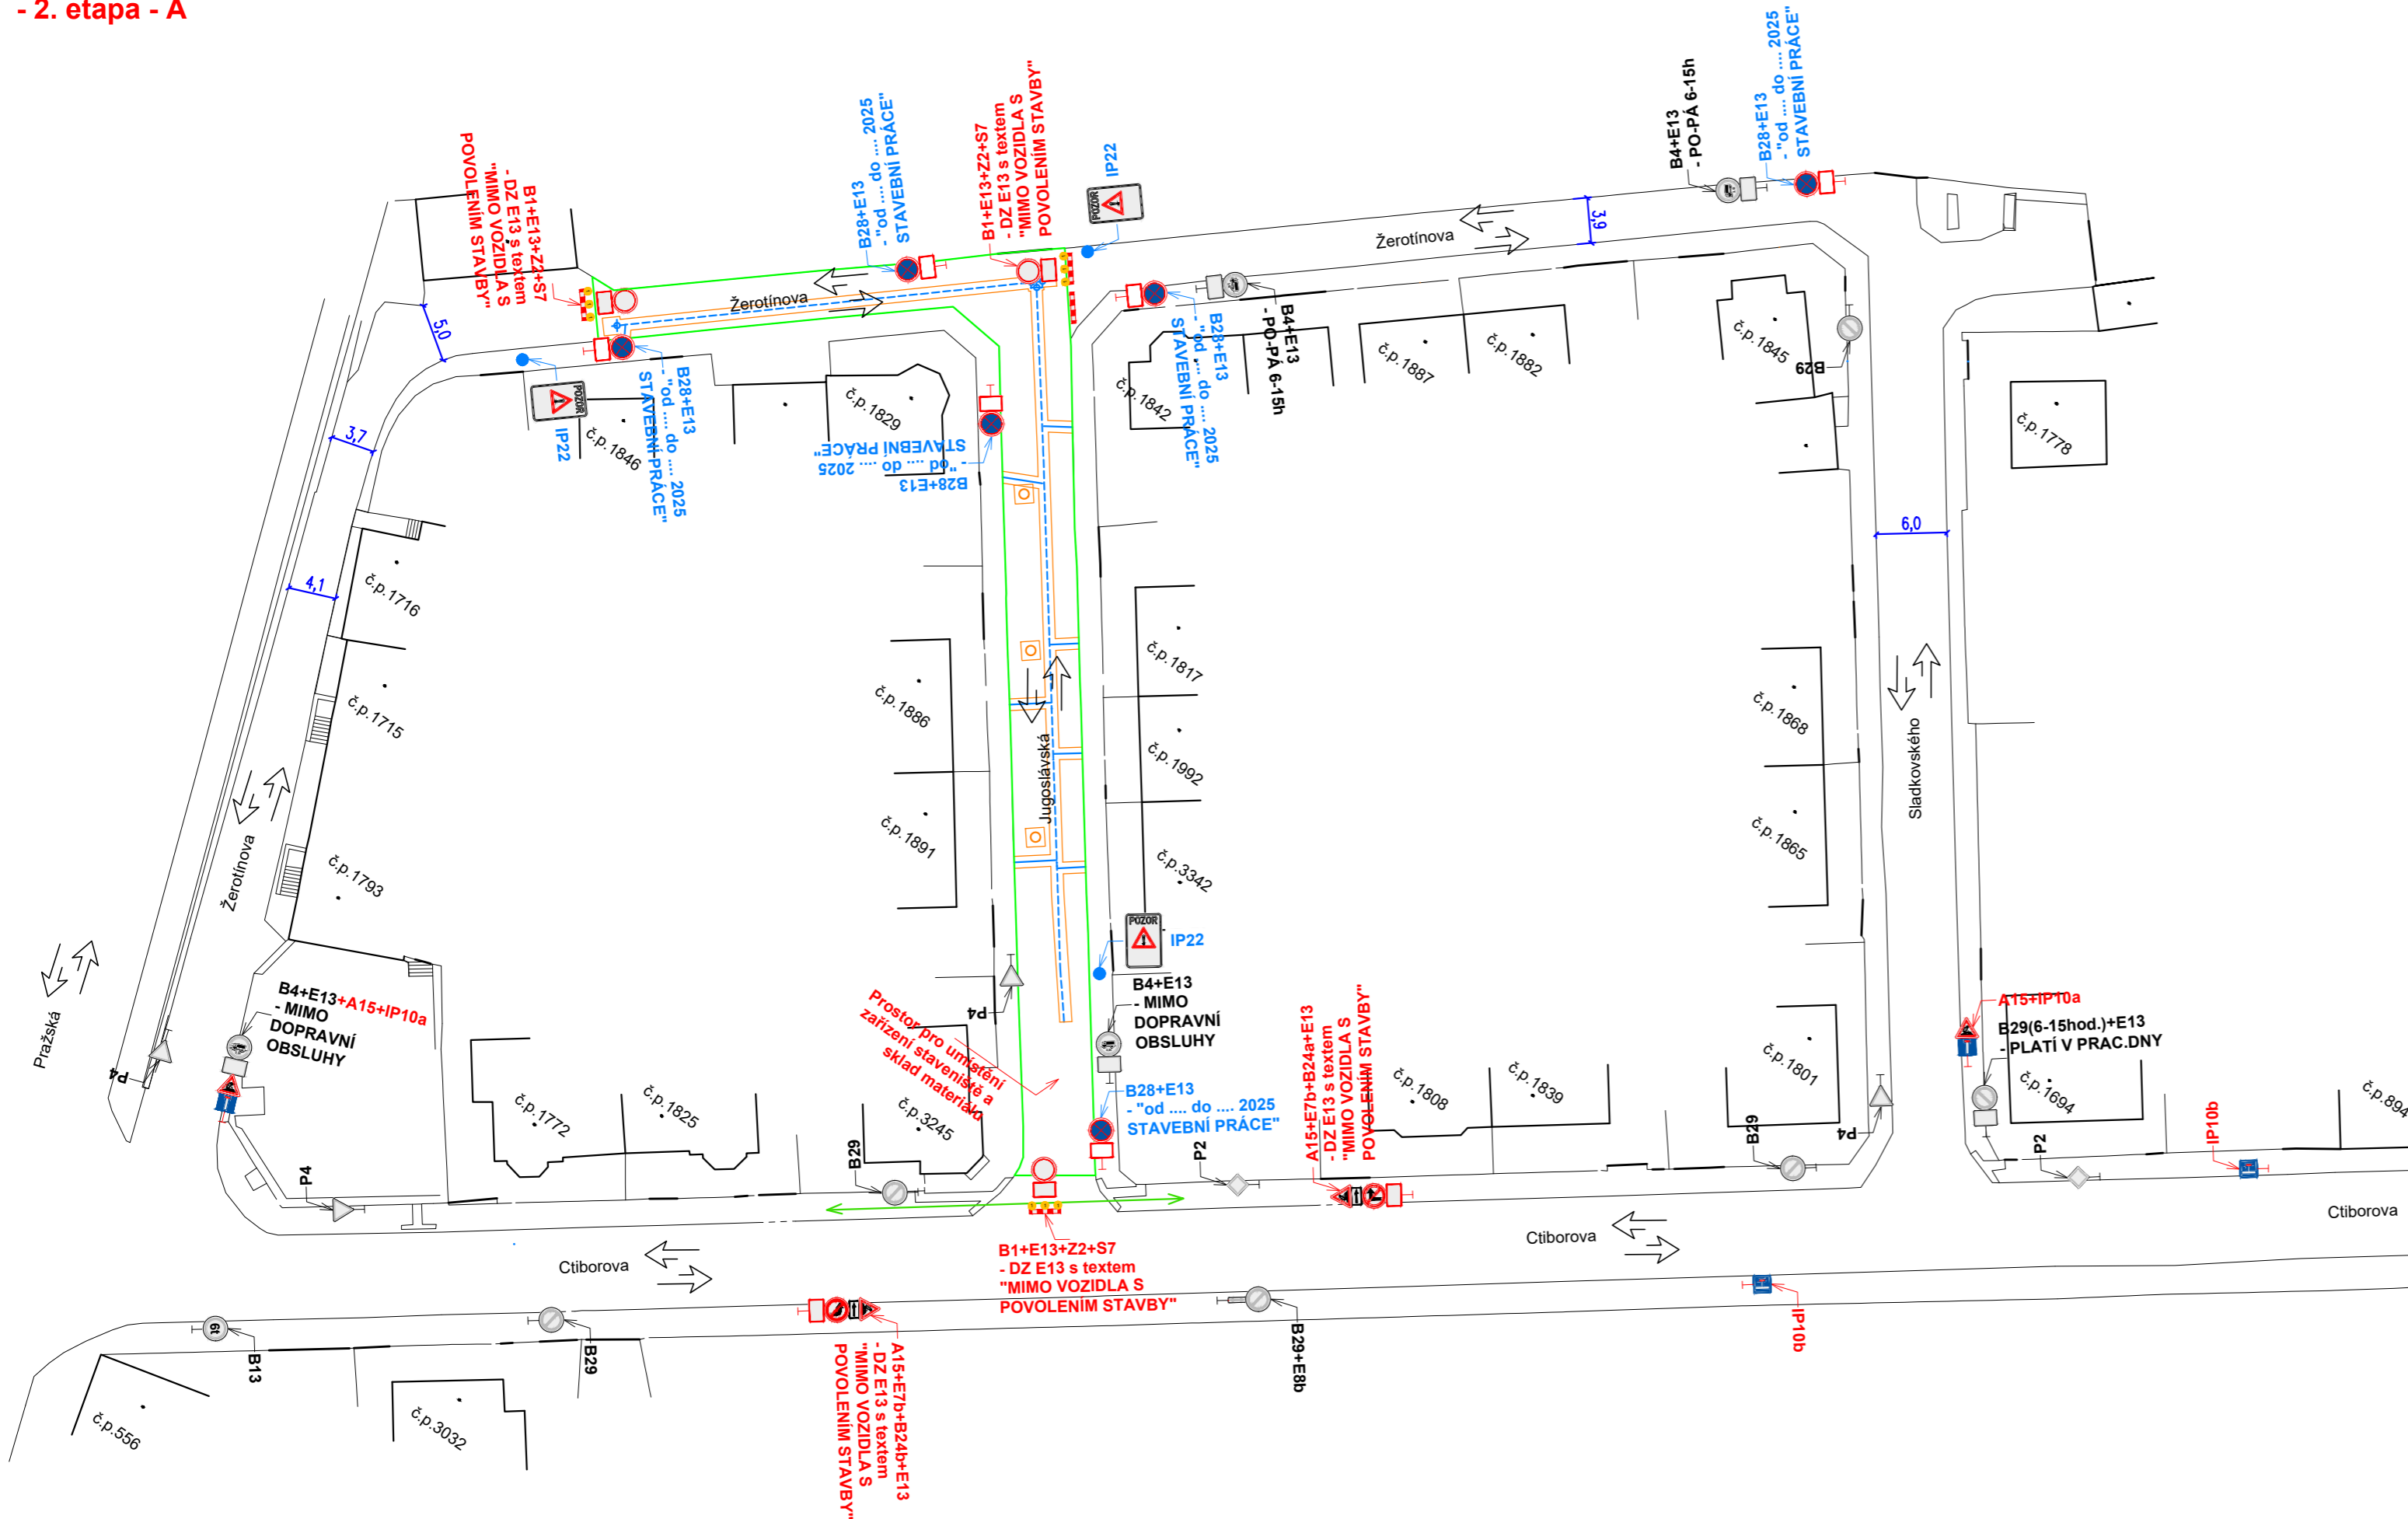 - 2. etapa - A
B1+E13+Z2+S7
- DZ E13 s textem
"MIMO VOZIDLA S
POVOLENÍM STAVBY"
B28+E13
- "od .... do .... 2025
STAVEBNÍ PRÁCE"
B1+E13+Z2+S7
- DZ E13 s textem
"MIMO VOZIDLA S
POVOLENÍM STAVBY"
IP22
POZOR
B4+E13
- PO-PÁ 6-15h
B28+E13
- "od .... do .... 2025
STAVEBNÍ PRÁCE"
Žerotínova
3,9
Žerotínova
5,0
3,7
4,1
POZOR
IP22
B28+E13
- "od .... do .... 2025
STAVEBNÍ PRÁCE"
č.p.1846
č.p.1829
B28+E13
- "od .... do .... 2025
STAVEBNÍ PRÁCE"
č.p.1842
B28+E13
- "od .... do .... 2025
STAVEBNÍ PRÁCE"
B4+E13
- PO-PÁ 6-15h
č.p.1887
č.p.1882
č.p.1845
B29
č.p.1778
6,0
č.p.1716
č.p.1715
č.p.1793
Žerotínova
Pražská
č.p.1886
č.p.1891
Jugoslávská
č.p.1817
č.p.1992
č.p.3342
č.p.1868
č.p.1865
Sladkovského
POZOR
IP22
B4+E13
- MIMO
DOPRAVNÍ
OBSLUHY
B4+E13+A15+IP10a
- MIMO
DOPRAVNÍ
OBSLUHY
P4
P4
Prostor pro umístění
zařízení staveniště a
sklad materiálu
B28+E13
- "od .... do .... 2025
STAVEBNÍ PRÁCE"
A15+E7b+B24a+E13
- DZ E13 s textem
"MIMO VOZIDLA S
POVOLENÍM STAVBY"
A15+IP10a
B29(6-15hod.)+E13
- PLATÍ V PRAC.DNY
č.p.1772
č.p.1825
č.p.3245
č.p.1808
č.p.1839
č.p.1801
č.p.1694
č.p.894
P4
B29
P2
B29
P4
P2
IP10b
Ctiborova
Ctiborova
Ctiborova
B1+E13+Z2+S7
- DZ E13 s textem
"MIMO VOZIDLA S
POVOLENÍM STAVBY"
6t
B13
B29
A15+E7b+B24b+E13
- DZ E13 s textem
"MIMO VOZIDLA S
POVOLENÍM STAVBY"
B29+E8b
IP10b
č.p.556
č.p.3032